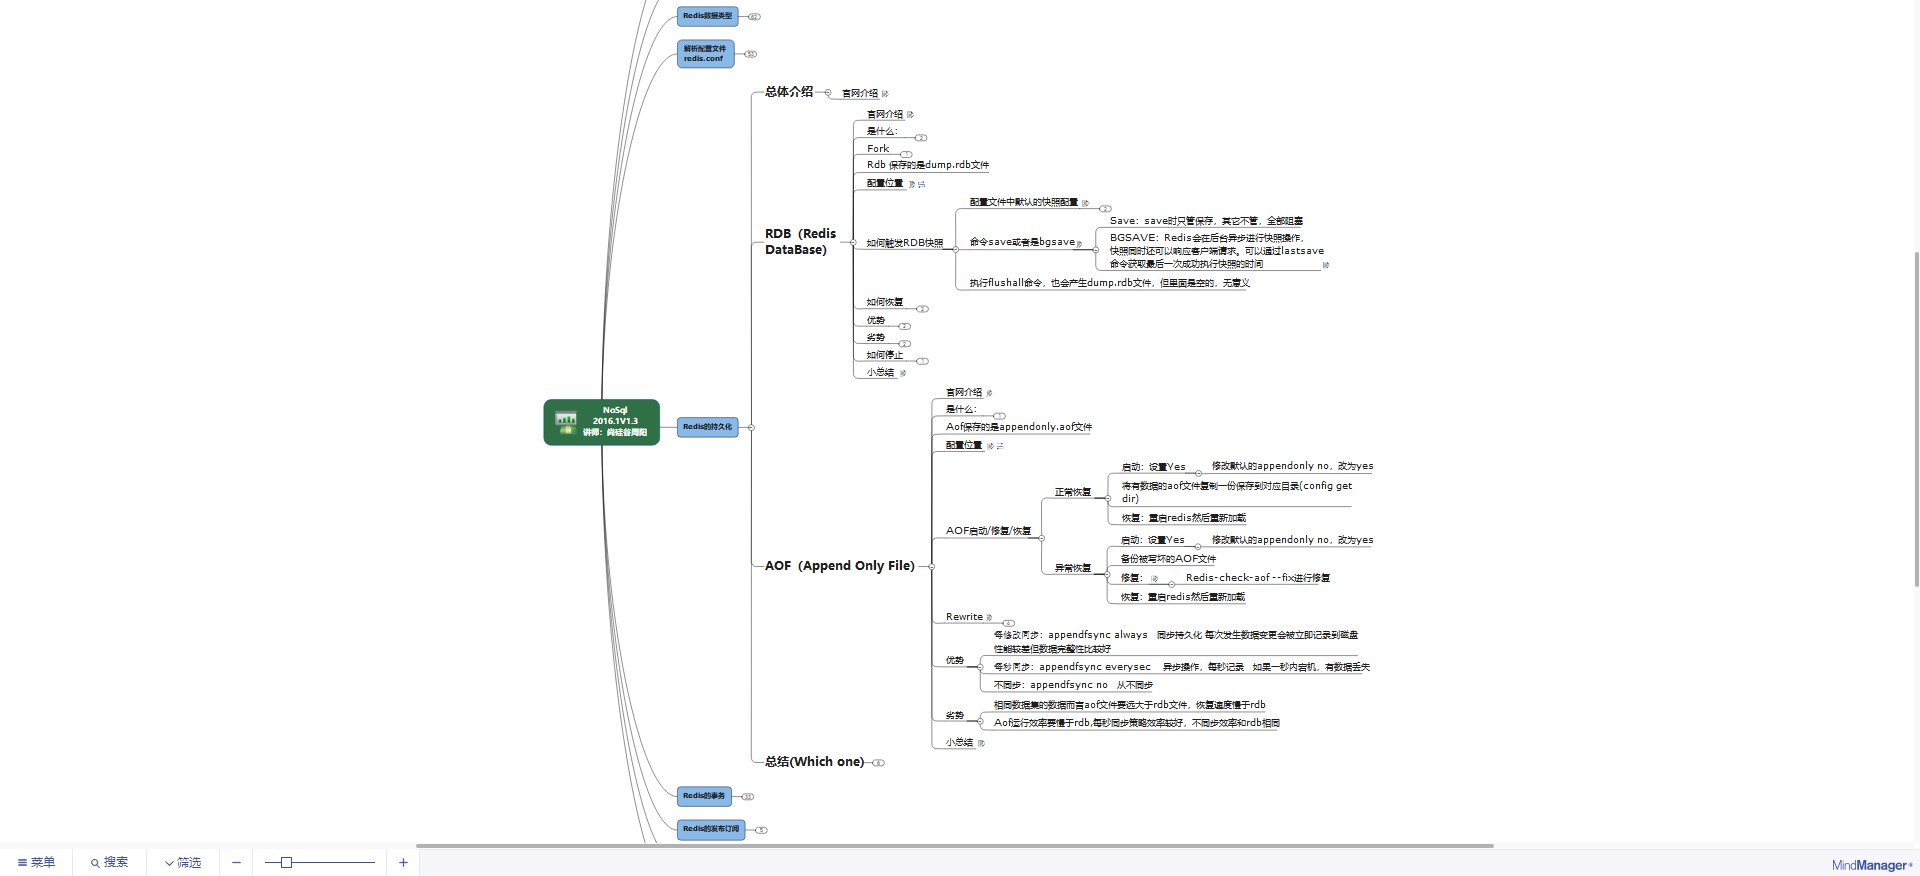 Redis数据类型
解析配置文件
redis.conf
总体介绍
官网介绍
官网介绍
是什么:
Fork
Rdb 保存的是dump.rdb文件
配置位置
RDB（Redis
DataBase)
如何触发RDB快照
配置文件中默认的快照配置
命令save或者是bgsave
Save：save时只管保存，其它不管，全部阻塞
BGSAVE：Redis会在后台异步进行快照操作，
快照同时还可以响应客户端请求。可以通过lastsave
命令获取最后一次成功执行快照的时间
执行flushall命令，也会产生dump.rdb文件，但里面是空的，无意义
如何恢复
优势
劣势
如何停止
小总结
NoSql
2016.1V1.3
讲师：尚硅谷周阳
Redis的持久化
AOF（Append Only File)
官网介绍
是什么:
Aof保存的是appendonly.aof文件
配置位置
AOF启动/修复/恢复
正常恢复
启动：设置Yes
修改默认的appendonly no，改为yes
将有数据的aof文件复制一份保存到对应目录(config get
dir)
恢复：重启redis然后重新加载
异常恢复
启动：设置Yes
修改默认的appendonly no，改为yes
备份被写坏的AOF文件
修复：
Redis-check-aof --fix进行修复
恢复：重启redis然后重新加载
Rewrite
优势
每修改同步：appendfsync always 同步持久化 每次发生数据变更会被立即记录到磁盘
性能较差但数据完整性比较好
每秒同步：appendfsync everysec 异步操作，每秒记录 如果一秒内宕机，有数据丢失
不同步：appendfsync no 从不同步
劣势
相同数据集的数据而言aof文件要远大于rdb文件，恢复速度慢于rdb
Aof运行效率要慢于rdb,每秒同步策略效率较好，不同步效率和rdb相同
小总结
总结(Which one)
Redis的事务
Redis的发布订阅
菜单
搜索
筛选
MindManager